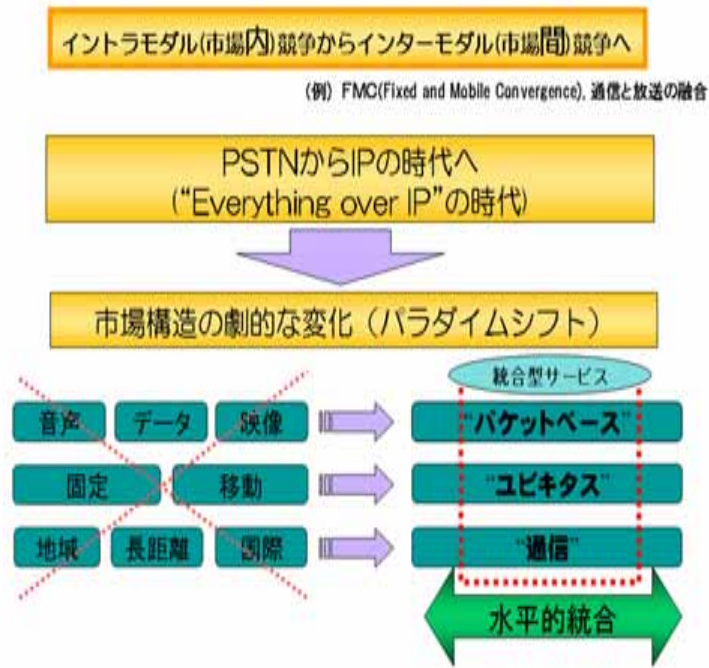 イントラモダル(市場内)競争からインターモダル(市場間)競争へ
(例) FMC(Fixed and Mobile Convergence), 通信と放送の融合
PSTNからIPの時代へ
("Everything over IP"の時代)
市場構造の劇的な変化（パラダイムシフト）
統合型サービス
音声 データ 映像 "パケットベース"
固定 移動 "ユビキタス"
地域 長距離 国際 "通信"
水平的統合